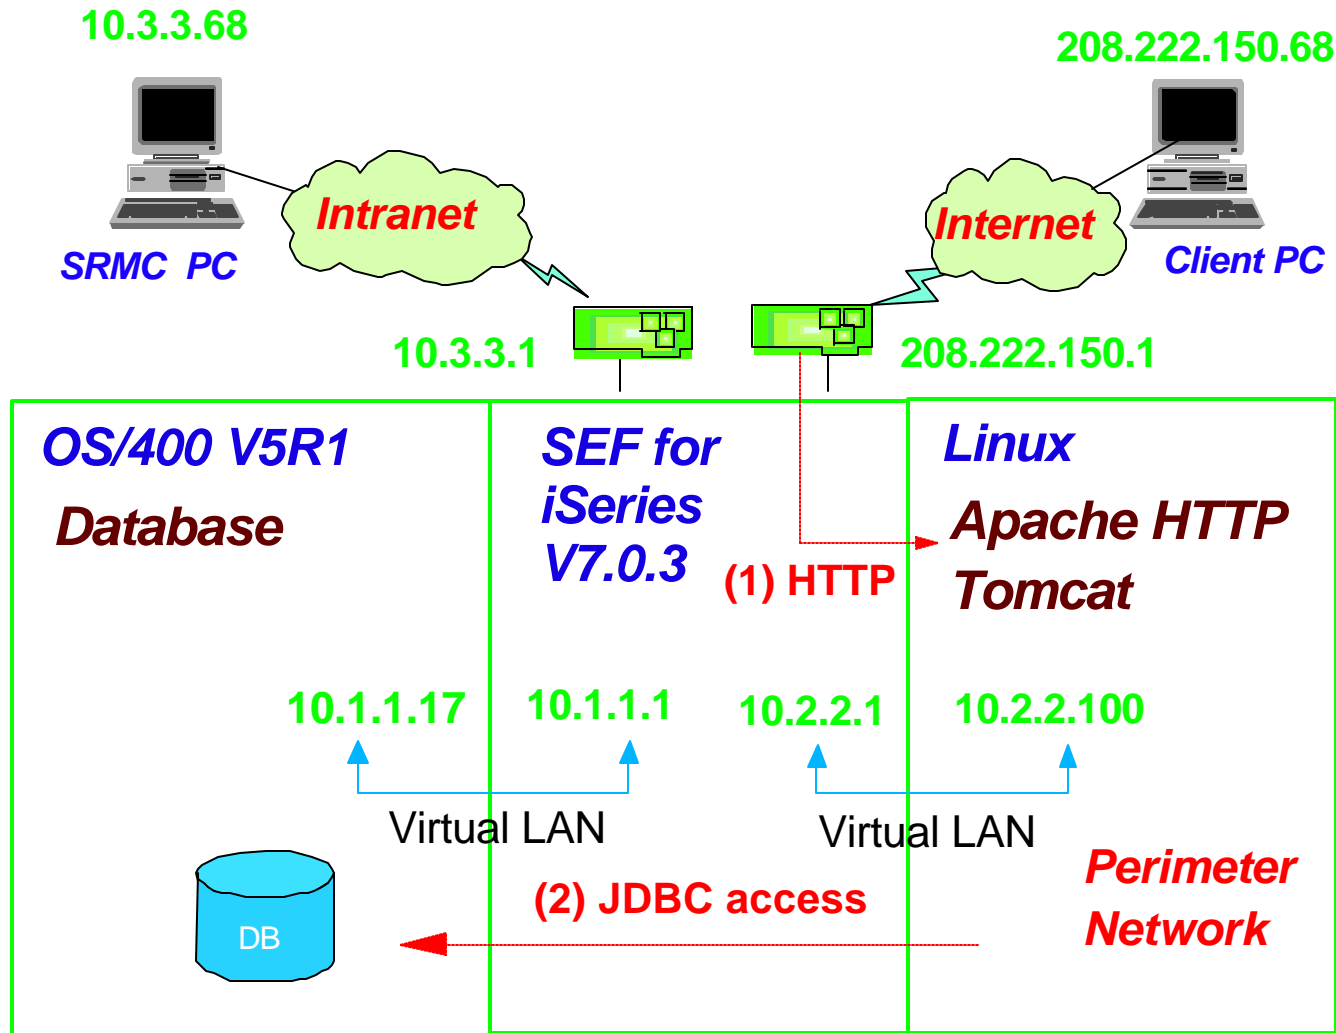 10.3.3.68
208.222.150.68
Intranet
Internet
SRMC PC
Client PC
10.3.3.1
208.222.150.1
OS/400 V5R1
Database
SEF for
iSeries
V7.0.3
Linux
Apache HTTP
Tomcat
(1) HTTP
10.1.1.17
10.1.1.1
10.2.2.1
10.2.2.100
Virtual LAN
Virtual LAN
(2) JDBC access
DB
Perimeter
Network